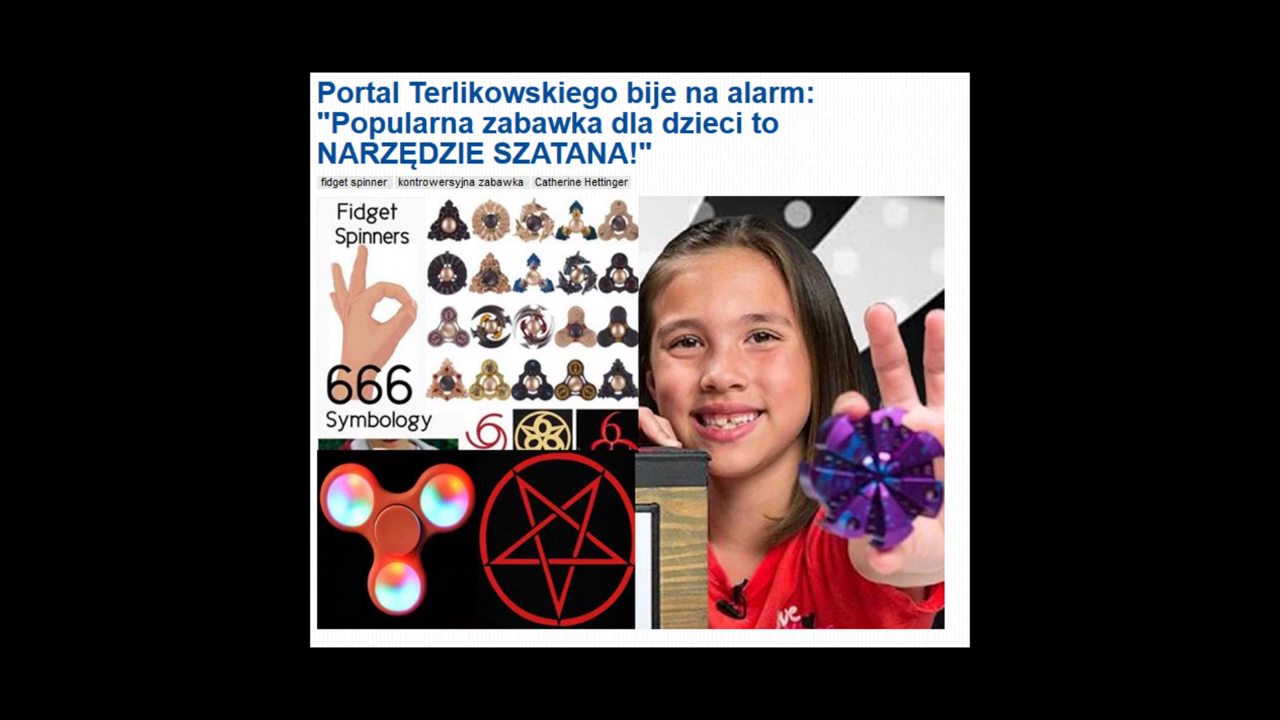 Portal Terlikowskiego bije na alarm:
"Popularna zabawka dla dzieci to
NARZĘDZIE SZATANA!"
fidget spinner kontrowersyjna zabawka Catherine Hettinger
Fidget
Spinners
666
Symbology